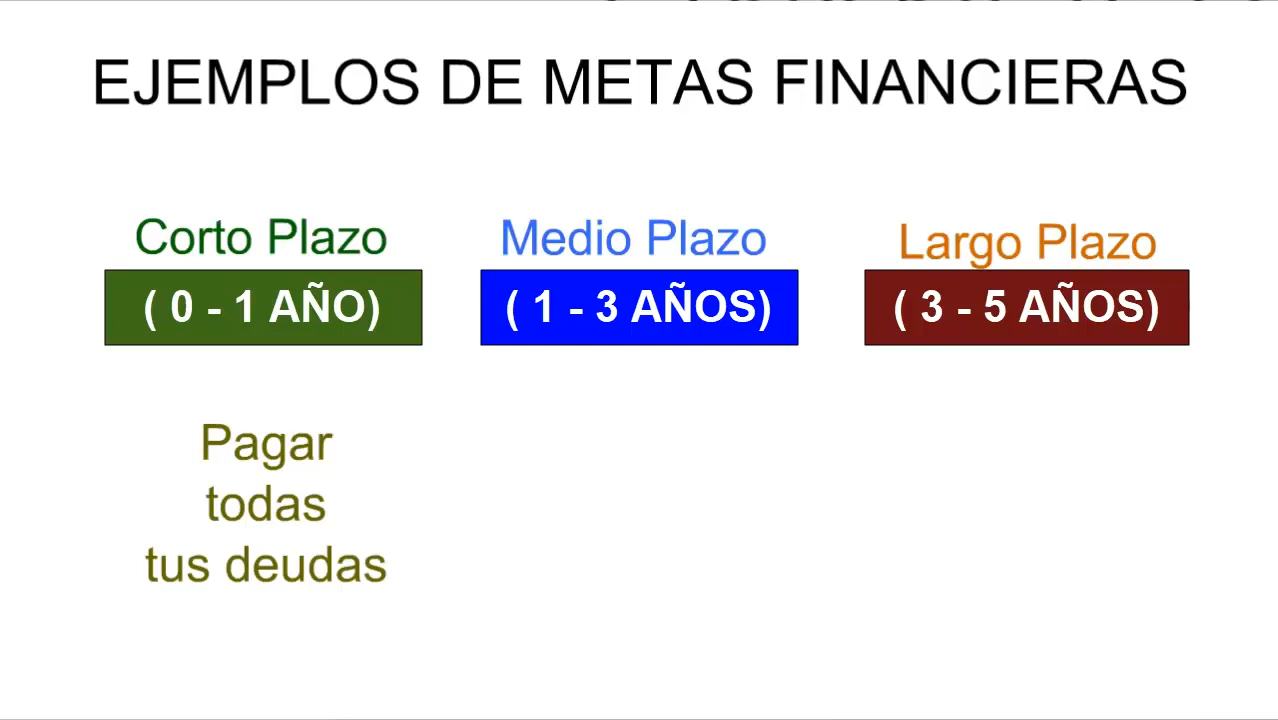 EJEMPLOS DE METAS FINANCIERAS
Corto Plazo
( 0 - 1 AÑO)
Medio Plazo
( 1 - 3 AÑOS)
Largo Plazo
( 3 - 5 AÑOS)
Pagar
todas
tus deudas